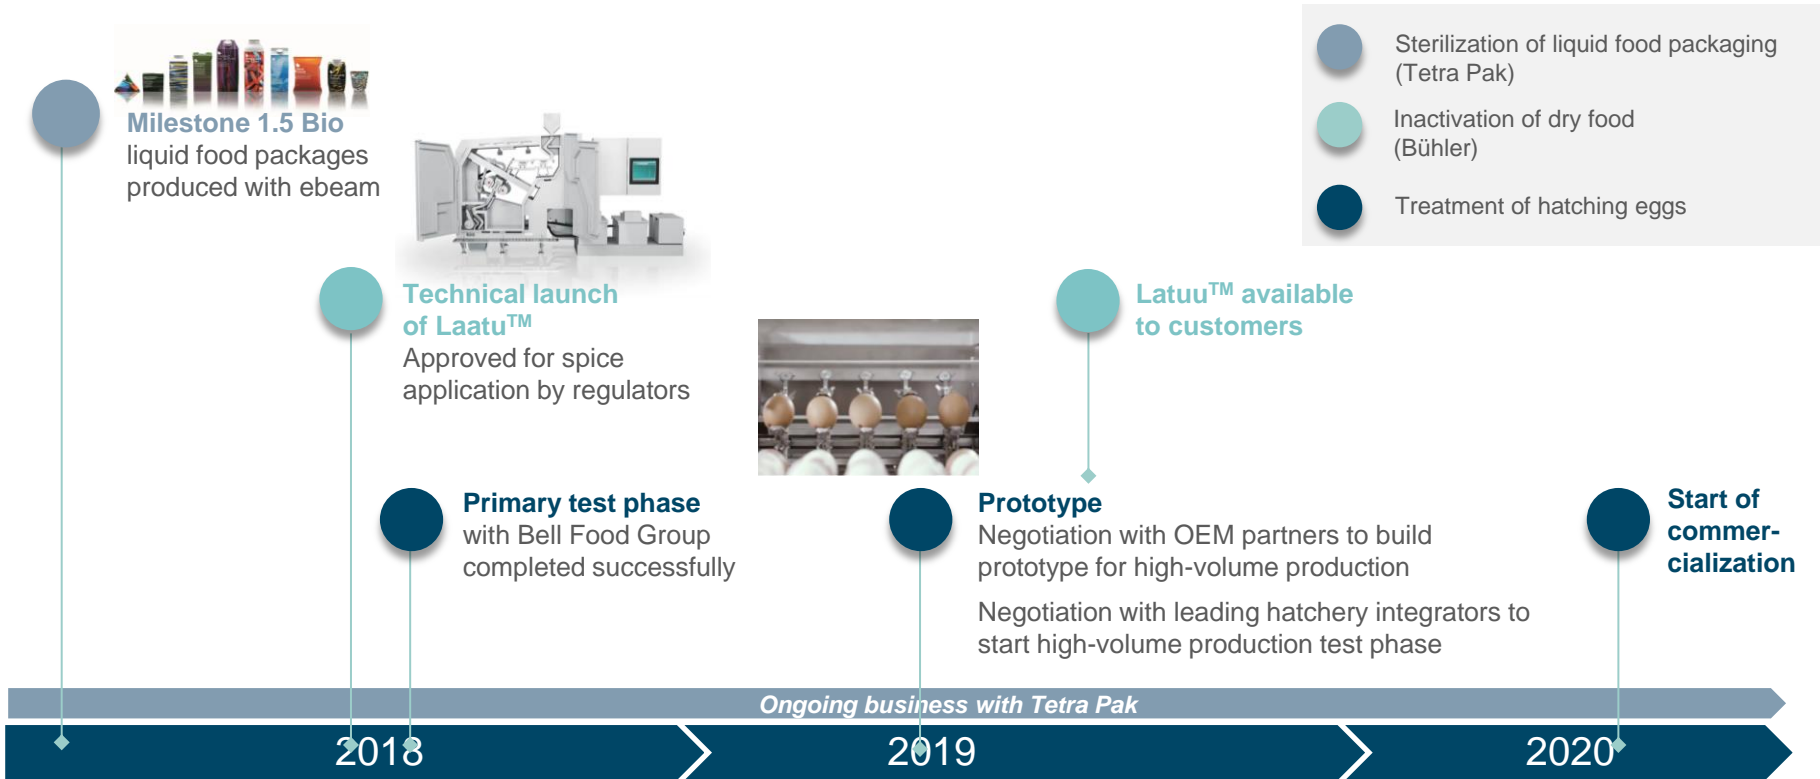 Sterilization of liquid food packaging
(Tetra Pak)
Inactivation of dry food
(Bühler)
Treatment of hatching eggs
Milestone 1.5 Bio
liquid food packages
produced with ebeam
Technical launch
of Laatu™
Approved for spice
application by regulators
Latuu™ available
to customers
Primary test phase
with Bell Food Group
completed successfully
Prototype
Negotiation with OEM partners to build
prototype for high-volume production
Negotiation with leading hatchery integrators to
start high-volume production test phase
Start of
commer-
cialization
Ongoing business with Tetra Pak
2018
2019
2020